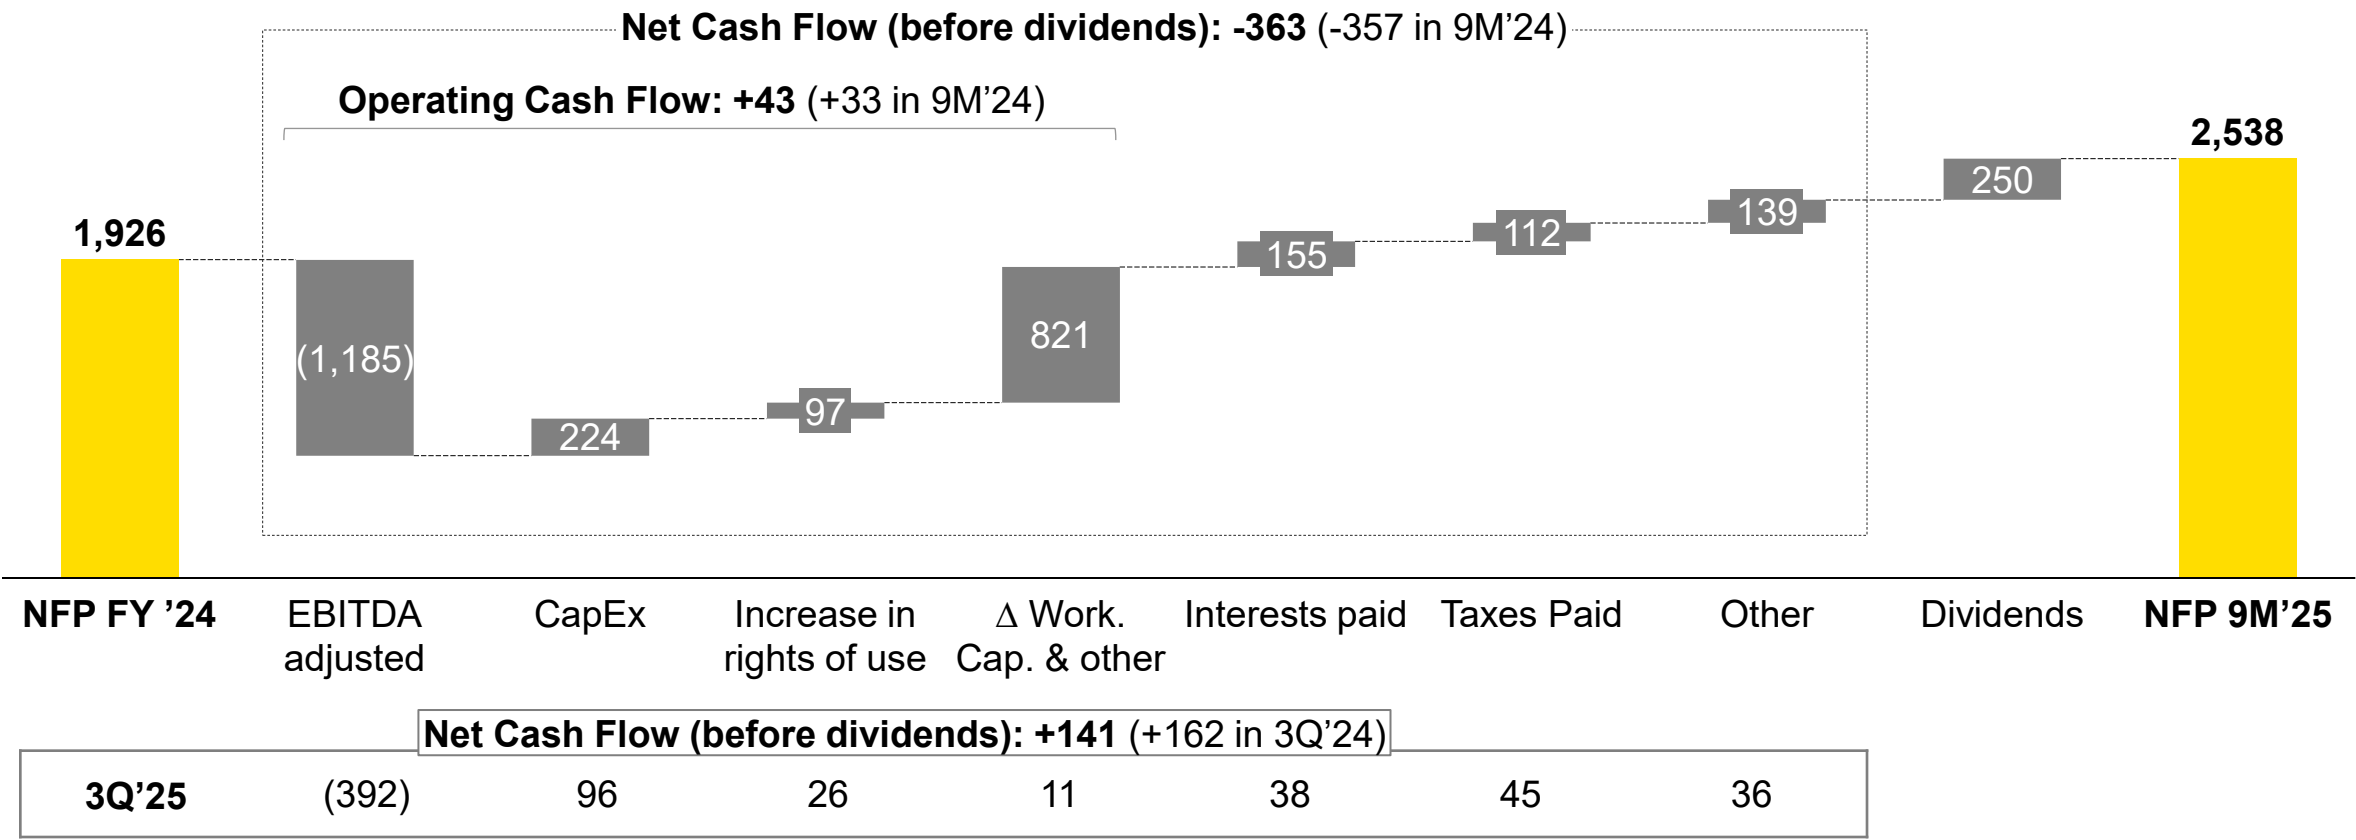 Net Cash Flow (before dividends): -363 (-357 in 9M’24)
Operating Cash Flow: +43 (+33 in 9M’24)
2,538
250
139
1,926
112
155
821
(1,185)
97
224
NFP FY ’24
EBITDA
adjusted
CapEx
Increase in
rights of use
Δ Work.
Cap. & other
Interests paid
Taxes Paid
Other
Dividends
NFP 9M’25
Net Cash Flow (before dividends): +141 (+162 in 3Q’24)
3Q’25 (392) 96 26 11 38 45 36